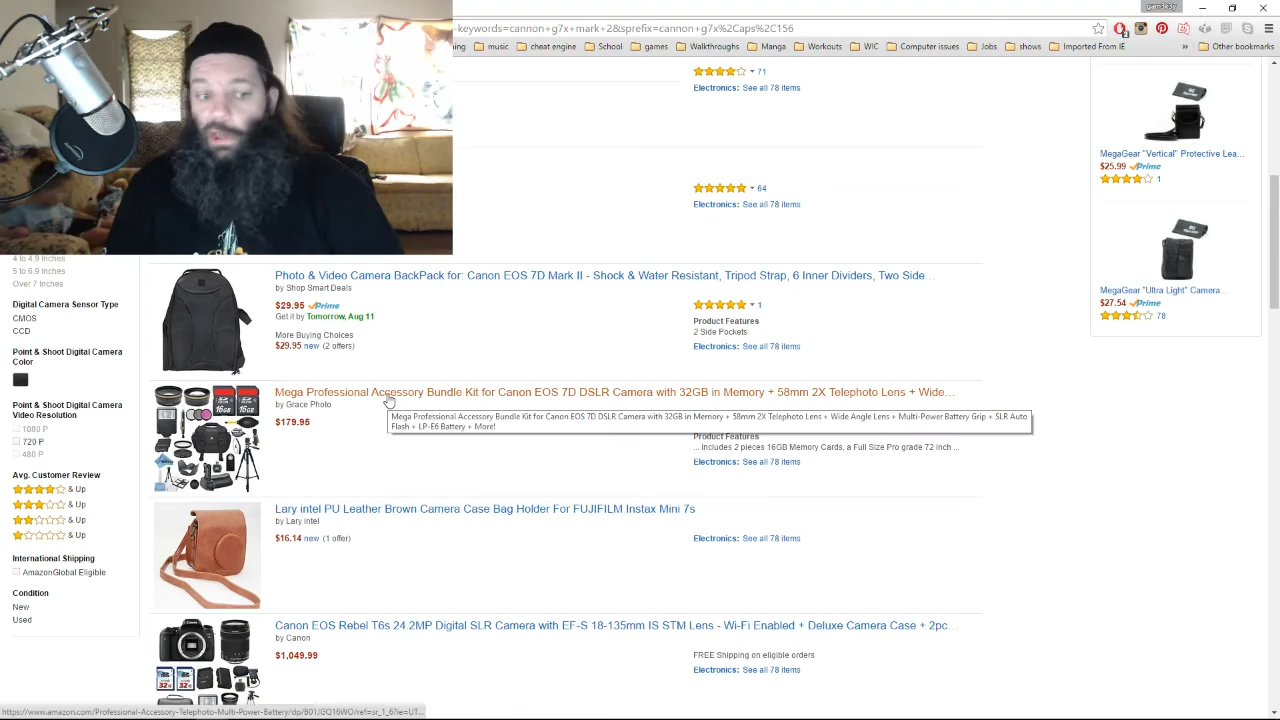 keywords=cannon+g7x+mark+2&sprefix=cannon+g7x%2Caps%2C156
music
cheat engine
School
games
Walkthroughs
Manga
Workouts
WIC
Computer issues
Jobs
shows
Imported From IE
»
Other bookmarks
71
Electronics: See all 78 items
64
Electronics: See all 78 items
MegaGear "Vertical" Protective Lea...
$25.99 Prime
1
MegaGear "Ultra Light" Camera...
$27.54 Prime
78
4 to 4.9 Inches
5 to 6.9 Inches
Over 7 Inches
Digital Camera Sensor Type
CMOS
CCD
Point & Shoot Digital Camera
Color
Point & Shoot Digital Camera
Video Resolution
1080 P
720 P
480 P
Avg. Customer Review
& Up
& Up
& Up
& Up
International Shipping
AmazonGlobal Eligible
Condition
New
Used
Photo & Video Camera BackPack for: Canon EOS 7D Mark II - Shock & Water Resistant, Tripod Strap, 6 Inner Dividers, Two Side...
by Shop Smart Deals
$29.95 Prime
Get it by Tomorrow, Aug 11
More Buying Choices
$29.95 new (2 offers)
1
Product Features
2 Side Pockets
Electronics: See all 78 items
Mega Professional Accessory Bundle Kit for Canon EOS 7D DSLR Camera with 32GB in Memory + 58mm 2X Telephoto Lens + Wide...
by Grace Photo
$179.95
Mega Professional Accessory Bundle Kit for Canon EOS 7D DSLR Camera with 32GB in Memory + 58mm 2X Telephoto Lens + Wide Angle Lens + Multi-Power Battery Grip + SLR Auto
Flash + LP-E6 Battery + More!
Product Features
... Includes 2 pieces 16GB Memory Cards, a Full Size Pro grade 72 inch ...
Electronics: See all 78 items
Lary intel PU Leather Brown Camera Case Bag Holder For FUJIFILM Instax Mini 7s
by Lary intel
$16.14 new (1 offer)
Electronics: See all 78 items
Canon EOS Rebel T6s 24.2MP Digital SLR Camera with EF-S 18-135mm IS STM Lens - Wi-Fi Enabled + Deluxe Camera Case + 2pc...
by Canon
$1,049.99
FREE Shipping on eligible orders
Electronics: See all 78 items